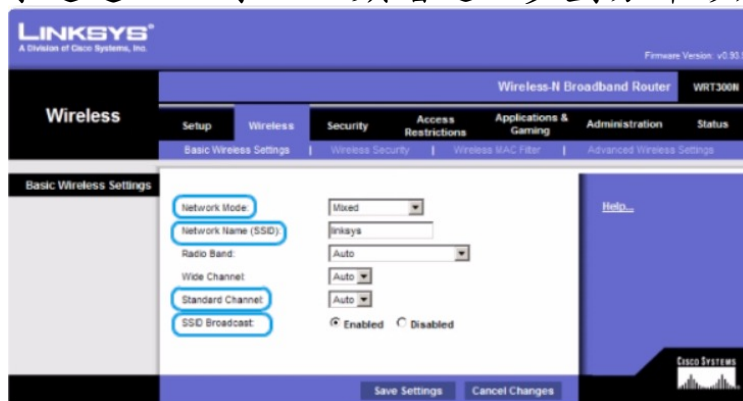 LINKSYS®
A Division of Cisco Systems, Inc.
Firmware Version: v0.93.
Wireless-N Broadband Router WRT300N
Wireless
Setup Wireless Security Access Restrictions Applications & Gaming Administration Status
Basic Wireless Settings | Wireless Security | Wireless MAC Filter | Advanced Wireless Settings
Basic Wireless Settings
Network Mode: Mixed
Help...
Network Name (SSID): linksys
Radio Band: Auto
Wide Channel: Auto
Standard Channel: Auto
SSID Broadcast: Enabled Disabled
CISCO SYSTEMS
Save Settings Cancel Changes